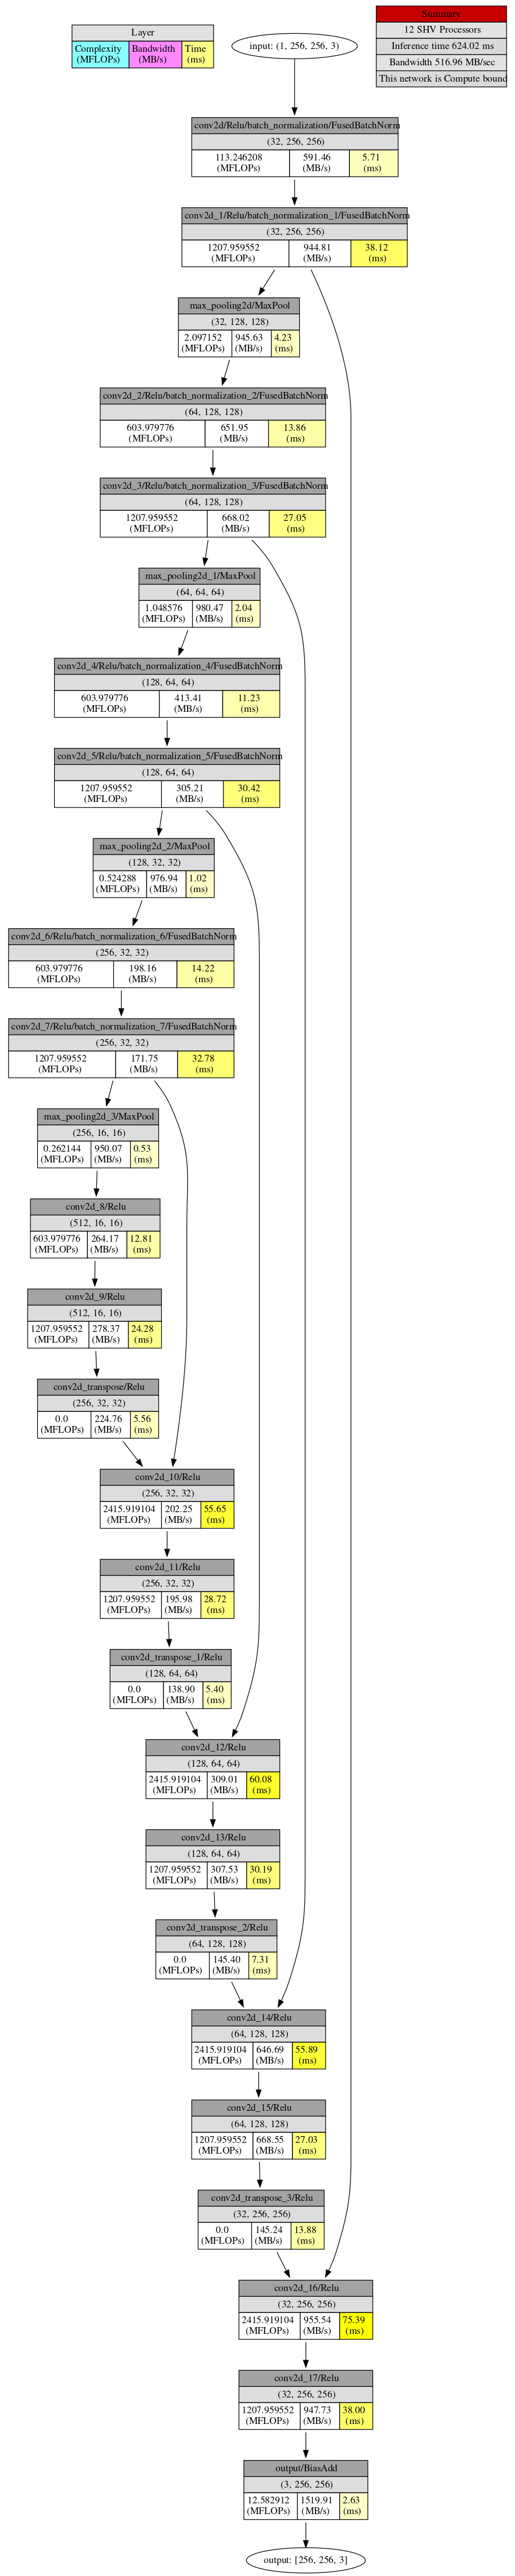 Layer
Complexity (MFLOPs) Bandwidth (MB/s) Time (ms)
input: (1, 256, 256, 3)
Summary
12 SHV Processors
Inference time 624.02 ms
Bandwidth 516.96 MB/sec
This network is Compute bound
conv2d/Relu/batch_normalization/FusedBatchNorm
(32, 256, 256)
113.246208 591.46 5.71
(MFLOPs) (MB/s) (ms)
conv2d_1/Relu/batch_normalization_1/FusedBatchNorm
(32, 256, 256)
1207.959552 944.81 38.12
(MFLOPs) (MB/s) (ms)
max_pooling2d/MaxPool
(32, 128, 128)
2.097152 945.63 4.23
(MFLOPs) (MB/s) (ms)
conv2d_2/Relu/batch_normalization_2/FusedBatchNorm
(64, 128, 128)
603.979776 651.95 13.86
(MFLOPs) (MB/s) (ms)
conv2d_3/Relu/batch_normalization_3/FusedBatchNorm
(64, 128, 128)
1207.959552 668.02 27.05
(MFLOPs) (MB/s) (ms)
max_pooling2d_1/MaxPool
(64, 64, 64)
1.048576 980.47 2.04
(MFLOPs) (MB/s) (ms)
conv2d_4/Relu/batch_normalization_4/FusedBatchNorm
(128, 64, 64)
603.979776 413.41 11.23
(MFLOPs) (MB/s) (ms)
conv2d_5/Relu/batch_normalization_5/FusedBatchNorm
(128, 64, 64)
1207.959552 305.21 30.42
(MFLOPs) (MB/s) (ms)
max_pooling2d_2/MaxPool
(128, 32, 32)
0.524288 976.94 1.02
(MFLOPs) (MB/s) (ms)
conv2d_6/Relu/batch_normalization_6/FusedBatchNorm
(256, 32, 32)
603.979776 198.16 14.22
(MFLOPs) (MB/s) (ms)
conv2d_7/Relu/batch_normalization_7/FusedBatchNorm
(256, 32, 32)
1207.959552 171.75 32.78
(MFLOPs) (MB/s) (ms)
max_pooling2d_3/MaxPool
(256, 16, 16)
0.262144 950.07 0.53
(MFLOPs) (MB/s) (ms)
conv2d_8/Relu
(512, 16, 16)
603.979776 264.17 12.81
(MFLOPs) (MB/s) (ms)
conv2d_9/Relu
(512, 16, 16)
1207.959552 278.37 24.28
(MFLOPs) (MB/s) (ms)
conv2d_transpose/Relu
(256, 32, 32)
0.0 224.76 5.56
(MFLOPs) (MB/s) (ms)
conv2d_10/Relu
(256, 32, 32)
2415.919104 202.25 55.65
(MFLOPs) (MB/s) (ms)
conv2d_11/Relu
(256, 32, 32)
1207.959552 195.98 28.72
(MFLOPs) (MB/s) (ms)
conv2d_transpose_1/Relu
(128, 64, 64)
0.0 138.90 5.40
(MFLOPs) (MB/s) (ms)
conv2d_12/Relu
(128, 64, 64)
2415.919104 309.01 60.08
(MFLOPs) (MB/s) (ms)
conv2d_13/Relu
(128, 64, 64)
1207.959552 307.53 30.19
(MFLOPs) (MB/s) (ms)
conv2d_transpose_2/Relu
(64, 128, 128)
0.0 145.40 7.31
(MFLOPs) (MB/s) (ms)
conv2d_14/Relu
(64, 128, 128)
2415.919104 646.69 55.89
(MFLOPs) (MB/s) (ms)
conv2d_15/Relu
(64, 128, 128)
1207.959552 668.55 27.03
(MFLOPs) (MB/s) (ms)
conv2d_transpose_3/Relu
(32, 256, 256)
0.0 145.24 13.88
(MFLOPs) (MB/s) (ms)
conv2d_16/Relu
(32, 256, 256)
2415.919104 955.54 75.39
(MFLOPs) (MB/s) (ms)
conv2d_17/Relu
(32, 256, 256)
1207.959552 947.73 38.00
(MFLOPs) (MB/s) (ms)
output/BiasAdd
(3, 256, 256)
12.582912 1519.91 2.63
(MFLOPs) (MB/s) (ms)
output: [256, 256, 3]